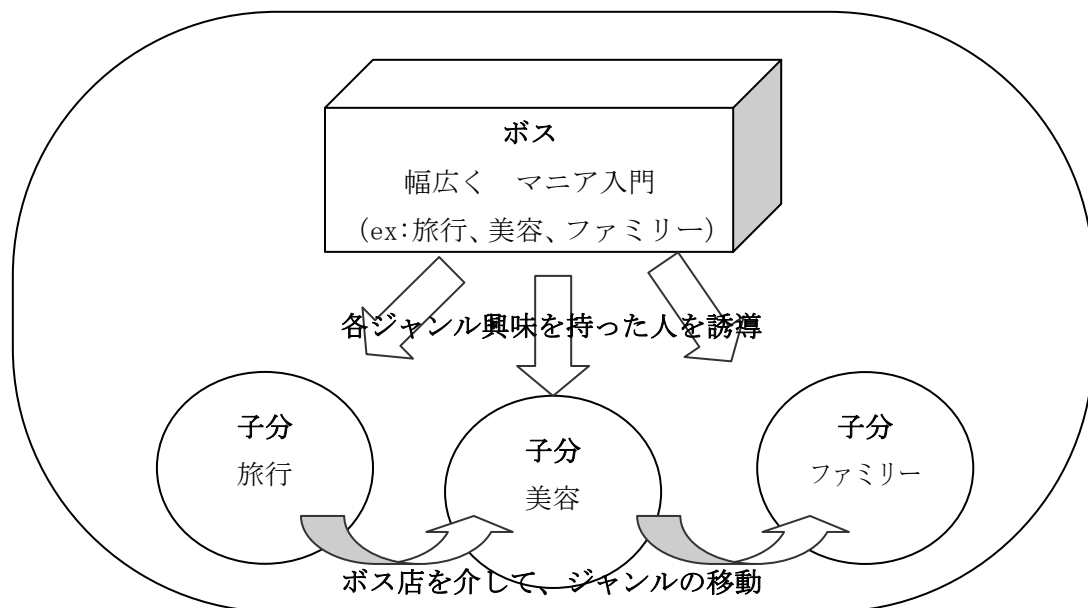 ボス
幅広く　マニア入門
(ex:旅行、美容、ファミリー)
各ジャンル興味を持った人を誘導
子分
旅行
子分
美容
子分
ファミリー
ボス店を介して、ジャンルの移動